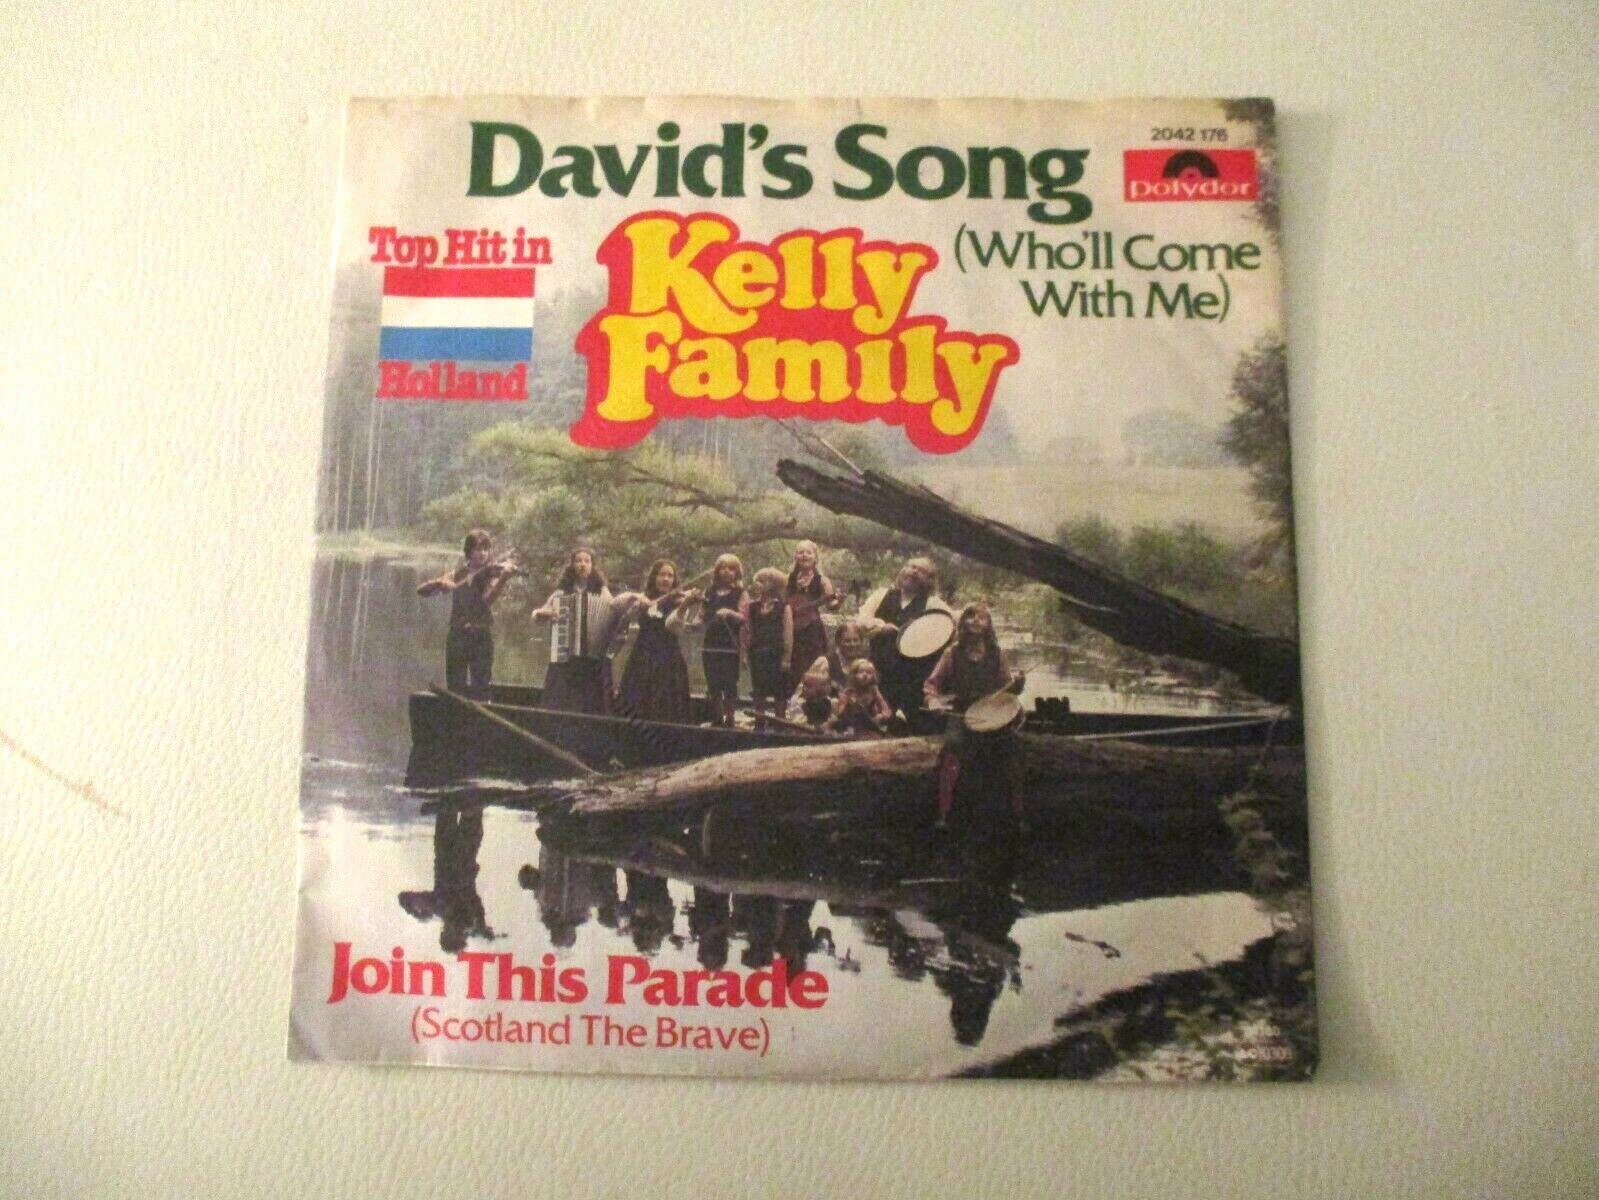 David's Song
2042 176
polydor
(Who'll Come
With Me)
Top Hit in
Holland
Kelly
Family
Join This Parade
(Scotland The Brave)